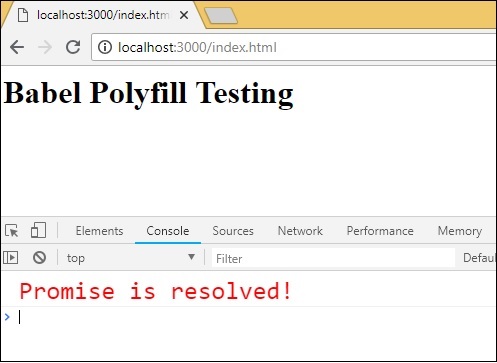 localhost:3000/index.htm
localhost:3000/index.html
Babel Polyfill Testing
Elements Console Sources Network Performance Memory
top Filter Defaul
Promise is resolved!